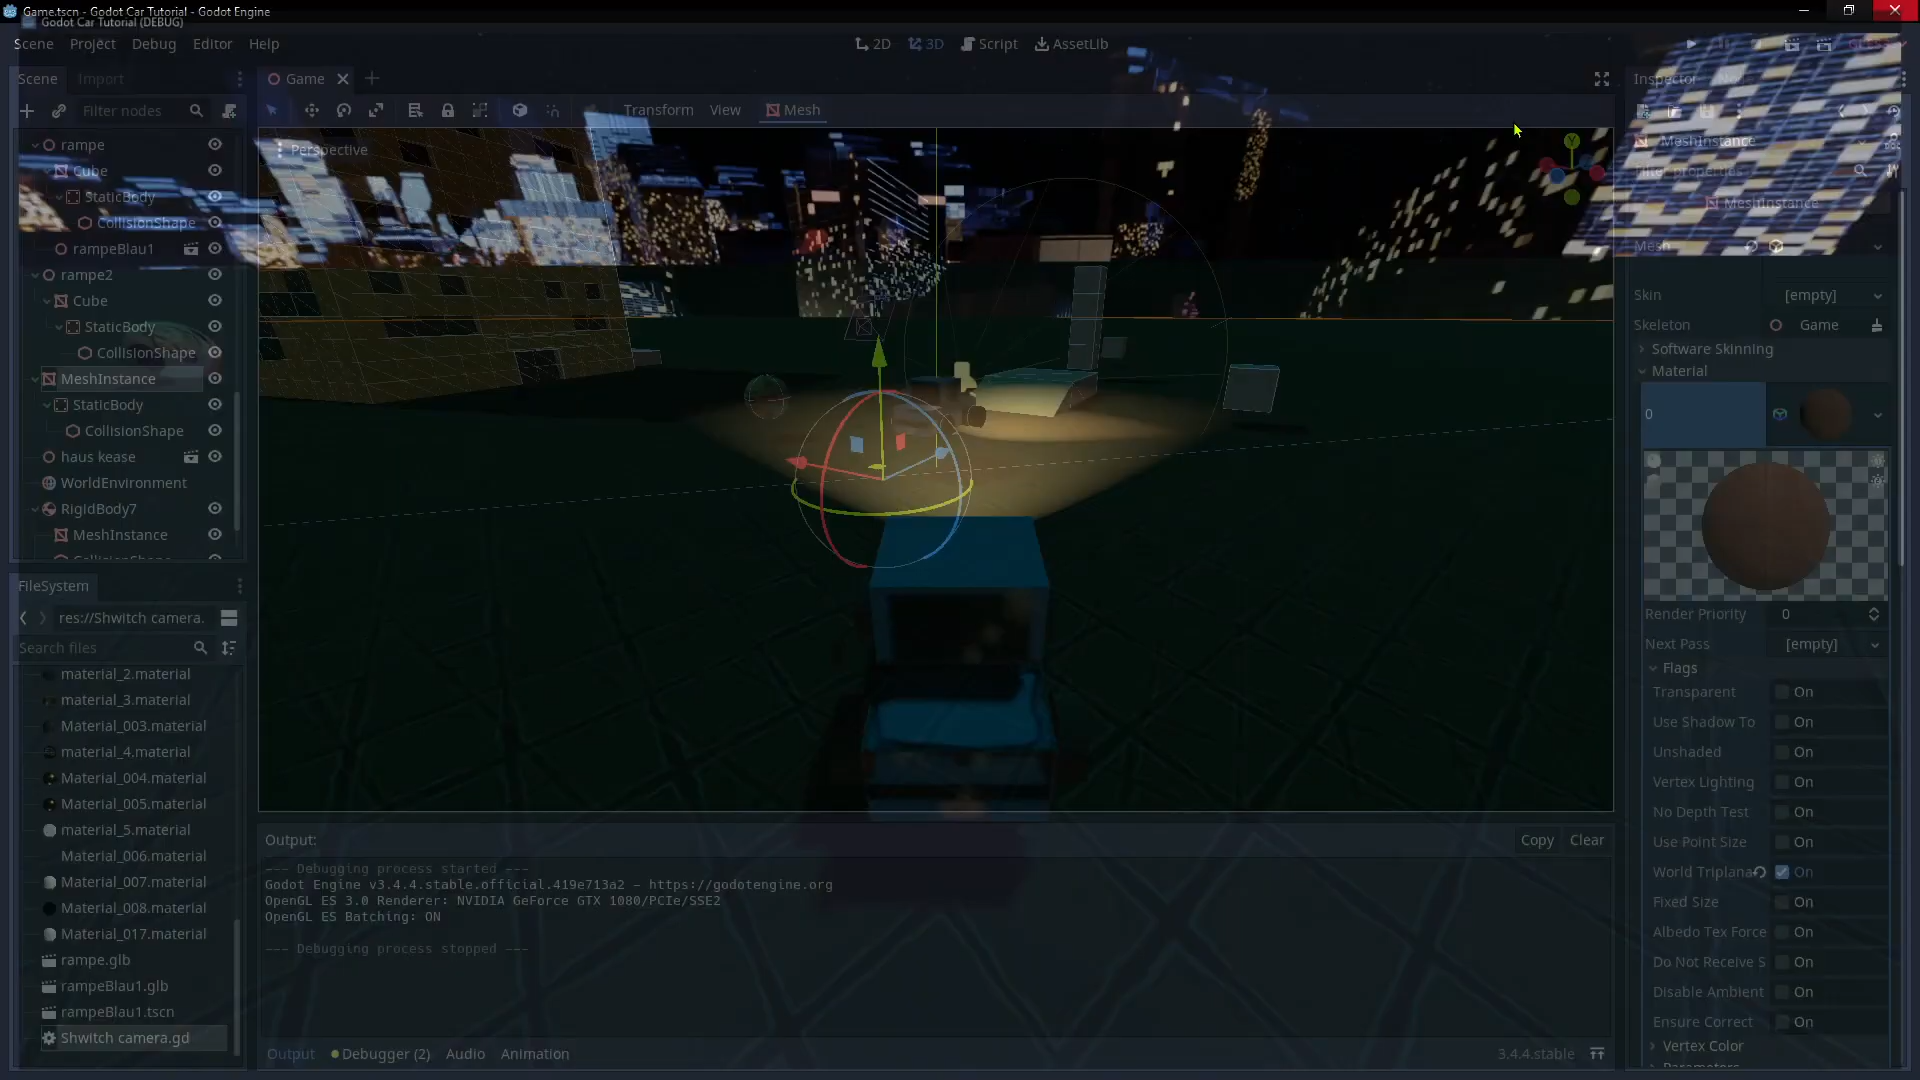 Game.tscn - Godot Car Tutorial - Godot Engine
Godot Car Tutorial (DEBUG)
Scene Project Debug Editor Help
2D 3D Script AssetLib
Scene Import
Game
Inspector
Filter nodes
Transform View Mesh
Perspective
rampe
Cube
StaticBody
CollisionShape
rampeBlau1
rampe2
Cube
StaticBody
CollisionShape
MeshInstance
StaticBody
CollisionShape
haus kease
WorldEnvironment
RigidBody7
MeshInstance
CollisionShape
FileSystem
res://Shwitch camera.
Search files
material_2.material
material_3.material
Material_003.material
material_4.material
Material_004.material
Material_005.material
material_5.material
Material_006.material
Material_007.material
Material_008.material
Material_017.material
rampe.glb
rampeBlau1.glb
rampeBlau1.tscn
Shwitch camera.gd
Output:
Copy Clear
--- Debugging process started ---
Godot Engine v3.4.4.stable.official.419e713a2 - https://godotengine.org
OpenGL ES 3.0 Renderer: NVIDIA GeForce GTX 1080/PCIe/SSE2
OpenGL ES Batching: ON
--- Debugging process stopped ---
Output Debugger (2) Audio Animation
3.4.4.stable
MeshInstance
Filter properties
MeshInstance
Mesh
Skin [empty]
Skeleton Game
Software Skinning
Material
0
Render Priority 0
Next Pass [empty]
Flags
Transparent On
Use Shadow To On
Unshaded On
Vertex Lighting On
No Depth Test On
Use Point Size On
World Triplana On
Fixed Size On
Albedo Tex Force On
Do Not Receive S On
Disable Ambient On
Ensure Correct On
Vertex Color
Parameters